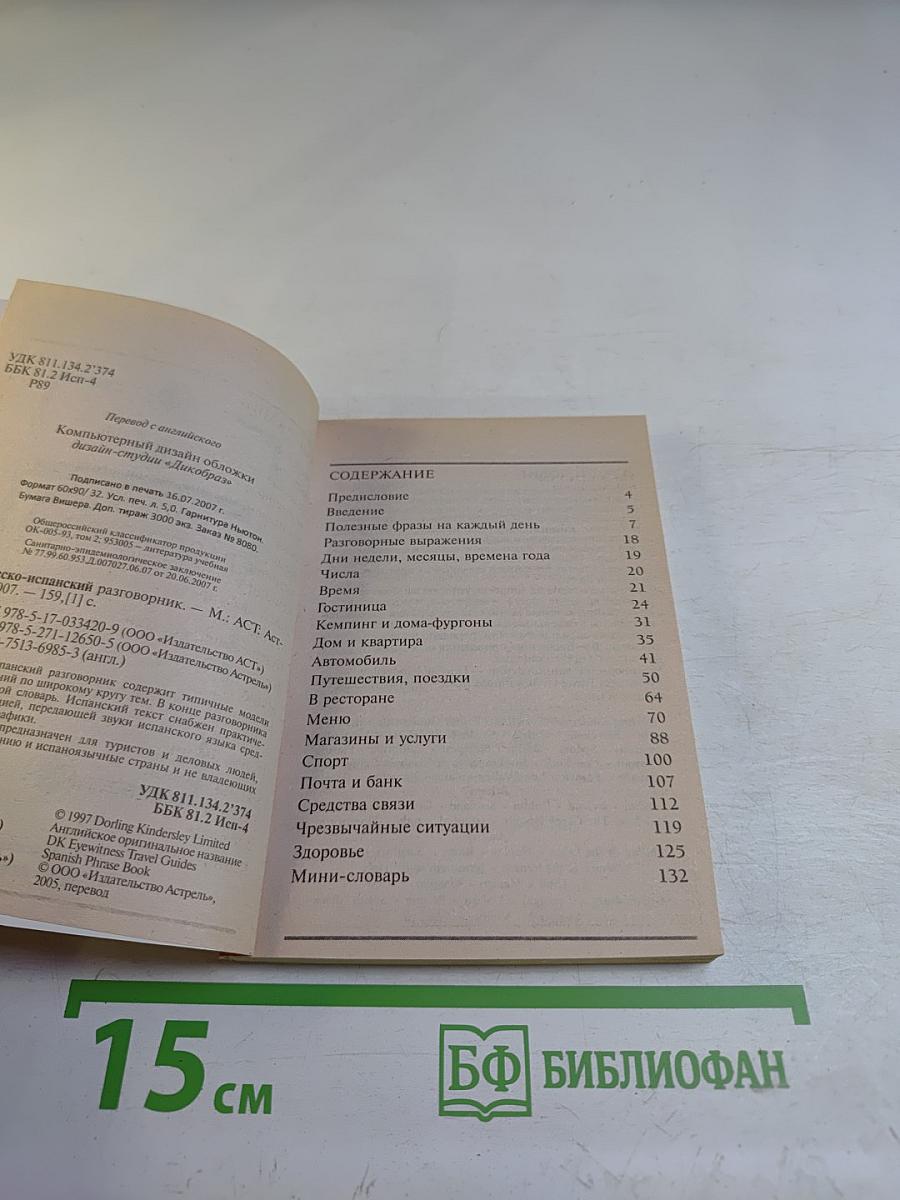 УДК 811.134.2'374
ББК 81.2 Исп-4
Р89
Перевод с английского
Компьютерный дизайн обложки
дизайн-студии «Дикобраз»
Подписано в печать 16.07.2007 г.
Формат 60х90/ 32. Усл. печ. л. 5,0. Гарнитура Ньютон.
Бумага Вишера. Доп. тираж 3000 экз. Заказ № 8080.
Общероссийский классификатор продукции
ОК-005-93, том 2; 953005 – литература учебная
Санитарно-эпидемиологическое заключение
№ 77.99.60.953.Д.007027.06.07 от 20.06.2007 г.
ско-испанский разговорник. — М.: АСТ: Аст-
007. — 159,[1] с.
978-5-17-033420-9 (ООО «Издательство АСТ»)
978-5-271-12650-5 (ООО «Издательство Астрель»)
-7513-6985-3 (англ.)
панский разговорник содержит типичные модели
ний по широкому кругу тем. В конце разговорника
ой словарь. Испанский текст снабжен практиче-
цией, передающей звуки испанского языка сред-
афики.
предназначен для туристов и деловых людей,
нию и испаноязычные страны и не владеющих
УДК 811.134.2'374
ББК 81.2 Исп-4
© 1997 Dorling Kindersley Limited
Английское оригинальное название
DK Eyewitness Travel Guides
Spanish Phrase Book
© ООО «Издательство Астрель»,
2005, перевод
СОДЕРЖАНИЕ
Предисловие 4
Введение 5
Полезные фразы на каждый день 7
Разговорные выражения 18
Дни недели, месяцы, времена года 19
Числа 20
Время 21
Гостиница 24
Кемпинг и дома-фургоны 31
Дом и квартира 35
Автомобиль 41
Путешествия, поездки 50
В ресторане 64
Меню 70
Магазины и услуги 88
Спорт 100
Почта и банк 107
Средства связи 112
Чрезвычайные ситуации 119
Здоровье 125
Мини-словарь 132
15 см
БФ БИБЛИОФАН